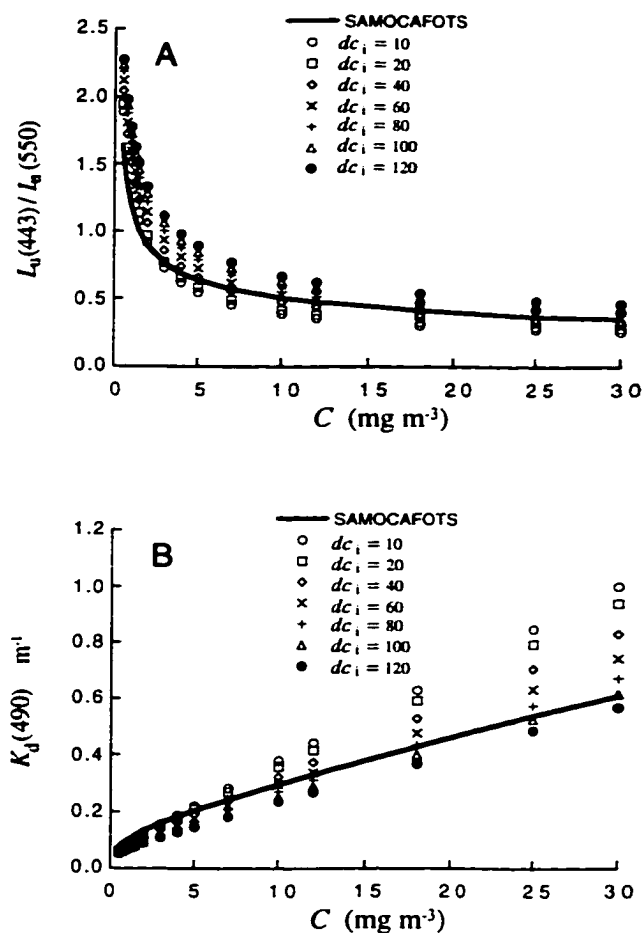 A
SAMOCAFOTS
dc i = 10
dc i = 20
dc i = 40
dc i = 60
dc i = 80
dc i = 100
dc i = 120
2.5
2.0
1.5
1.0
0.5
0.0
Lu(443)/Lu(550)
0 5 10 15 20 25 30
C (mg m-3)
B
SAMOCAFOTS
dc i = 10
dc i = 20
dc i = 40
dc i = 60
dc i = 80
dc i = 100
dc i = 120
1.2
1.0
0.8
0.6
0.4
0.2
0.0
Kd(490) m-1
0 5 10 15 20 25 30
C (mg m-3)